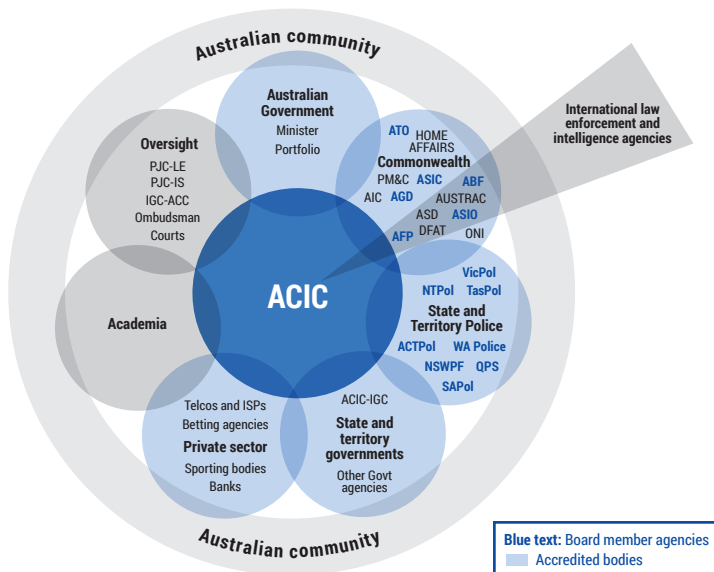 Australian community
Australian
Government
Minister
Portfolio
Oversight
PJC-LE
PJC-IS
IGC-ACC
Ombudsman
Courts
ATO HOME
AFFAIRS
Commonwealth
PM&C ASIC ABF
AIC AGD AUSTRAC
ASD ASIO
AFP DFAT ONI
International law
enforcement and
intelligence agencies
ACIC
Academia
VicPol
NTPol TasPol
State and
Territory Police
ACTPol WA Police
NSWPF QPS
SAPol
Telcos and ISPs
Betting agencies
Private sector
Sporting bodies
Banks
ACIC-IGC
State and
territory
governments
Other Govt
agencies
Australian community
Blue text: Board member agencies
Accredited bodies